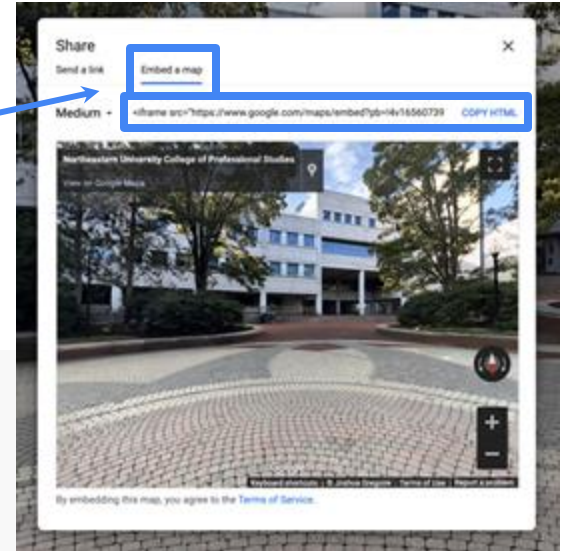 Share ×
Send a link Embed a map
Medium <iframe src="https://www.google.com/maps/embed?pb=!4v16560739 COPY HTML
Northeastern University College of Professional Studies
View on Google Maps
+
−
Keyboard shortcuts © Joshua Gregoire Terms of Use Report a problem
By embedding this map, you agree to the Terms of Service.